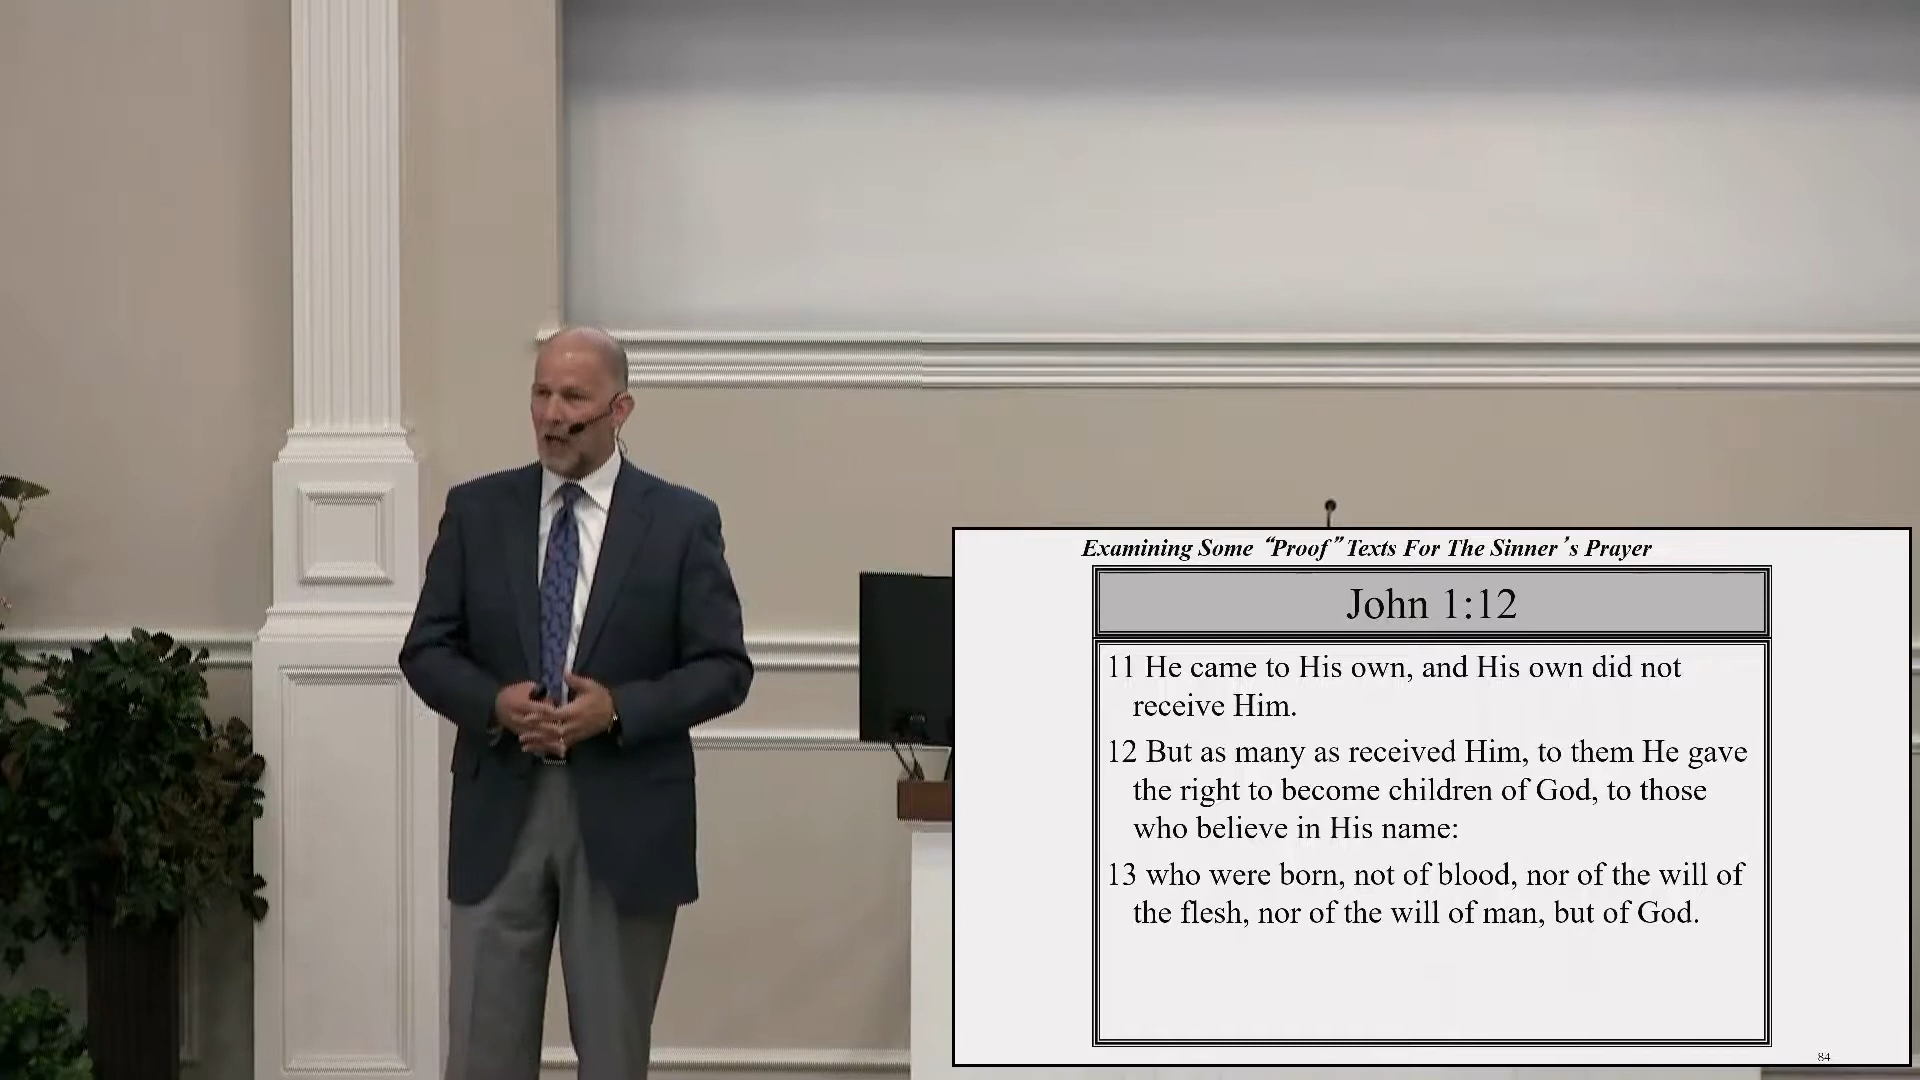 Examining Some “Proof” Texts For The Sinner’s Prayer
John 1:12
11 He came to His own, and His own did not
receive Him.
12 But as many as received Him, to them He gave
the right to become children of God, to those
who believe in His name:
13 who were born, not of blood, nor of the will of
the flesh, nor of the will of man, but of God.
84